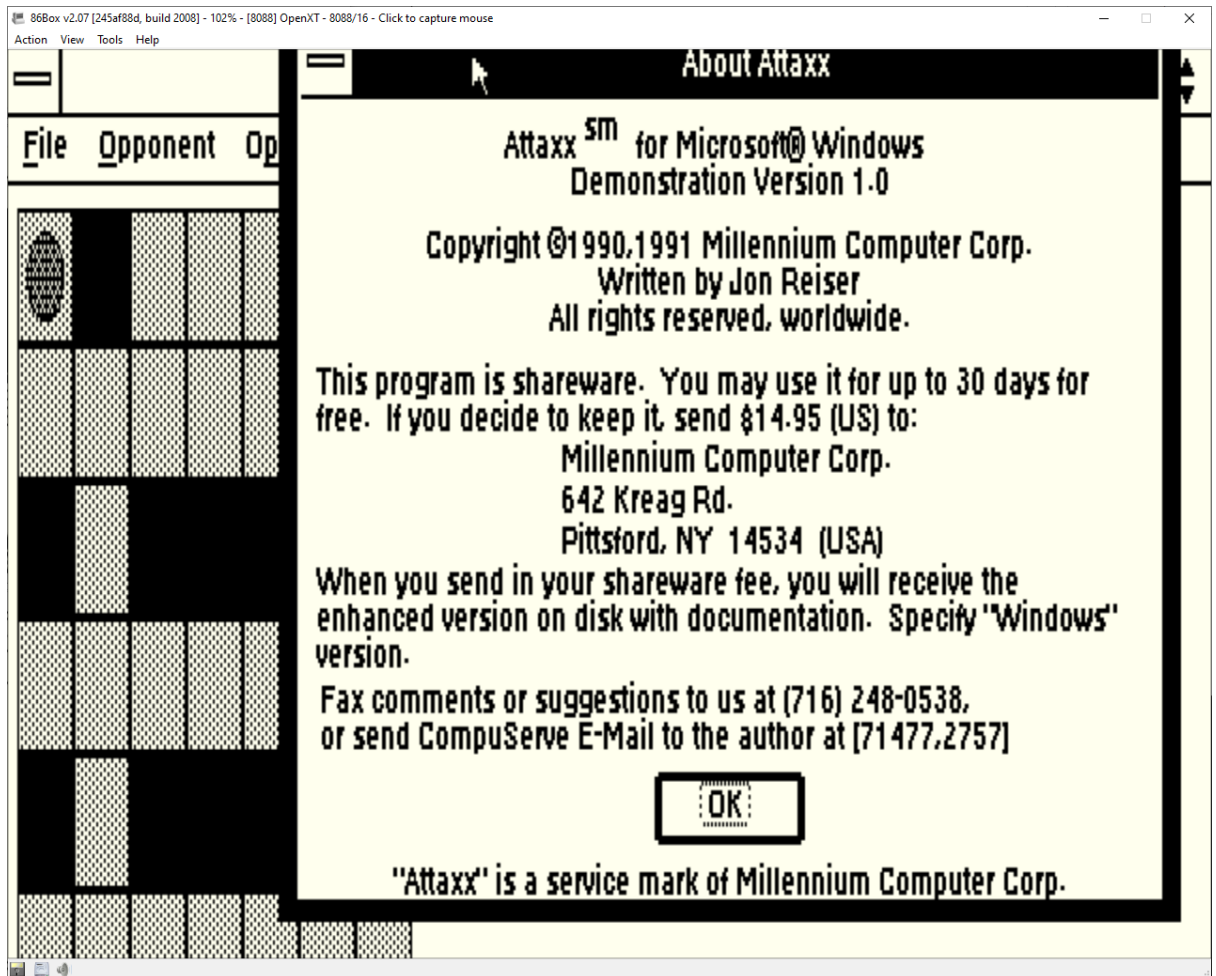 86Box v2.07 [245af88d, build 2008] - 102% - [8088] OpenXT - 8088/16 - Click to capture mouse
Action View Tools Help
About Attaxx
File Opponent Op
Attaxx sm for Microsoft® Windows
Demonstration Version 1.0
Copyright ©1990,1991 Millennium Computer Corp.
Written by Jon Reiser
All rights reserved, worldwide.
This program is shareware. You may use it for up to 30 days for
free. If you decide to keep it, send $14.95 (US) to:
Millennium Computer Corp.
642 Kreag Rd.
Pittsford, NY 14534 (USA)
When you send in your shareware fee, you will receive the
enhanced version on disk with documentation. Specify "Windows"
version.
Fax comments or suggestions to us at (716) 248-0538,
or send CompuServe E-Mail to the author at [71477,2757]
OK
"Attaxx" is a service mark of Millennium Computer Corp.